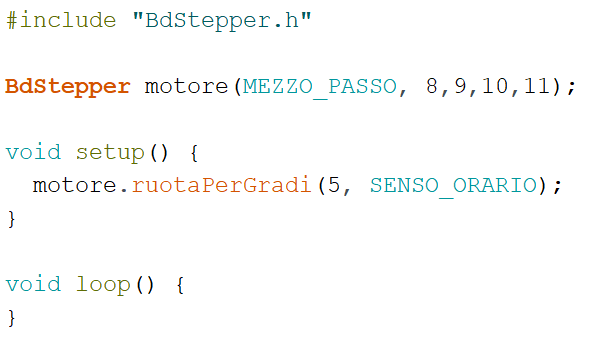 #include "BdStepper.h"
BdStepper motore(MEZZO_PASSO, 8,9,10,11);
void setup() {
  motore.ruotaPerGradi(5, SENSO_ORARIO);
}
void loop() {
}